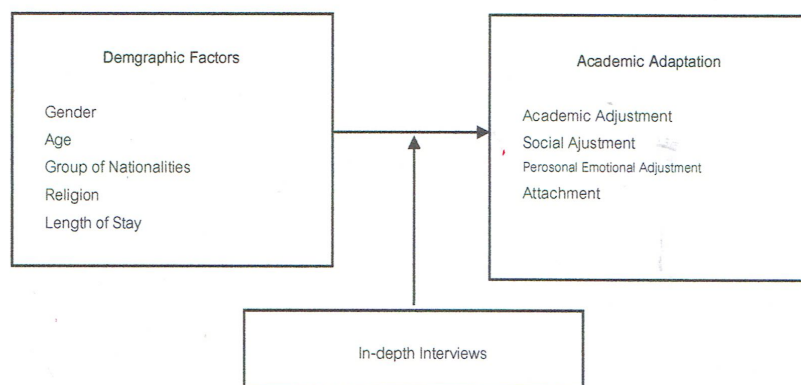 Demgraphic Factors
Gender
Age
Group of Nationalities
Religion
Length of Stay
Academic Adaptation
Academic Adjustment
Social Ajustment
Perosonal Emotional Adjustment
Attachment
In-depth Interviews